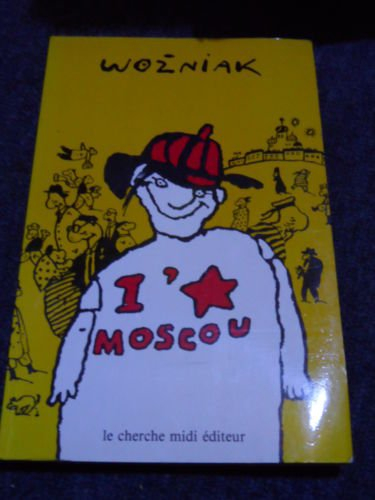 WOŹNIAK
I'★
MOSCOU
le cherche midi éditeur